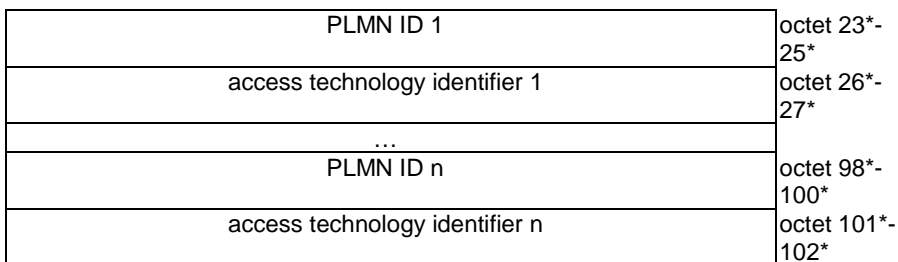 PLMN ID 1 octet 23*-
25*
access technology identifier 1 octet 26*-
27*
…
PLMN ID n octet 98*-
100*
access technology identifier n octet 101*-
102*